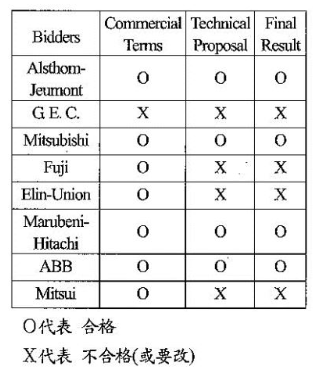 Bidders Commercial Terms Technical Proposal Final Result
Alsthom-Jeumont O O O
G. E. C. X X X
Mitsubishi O O O
Fuji O X X
Elin-Union O X X
Marubeni-Hitachi O O O
ABB O O O
Mitsui O X X
O代表 合格
X代表 不合格(或要改)